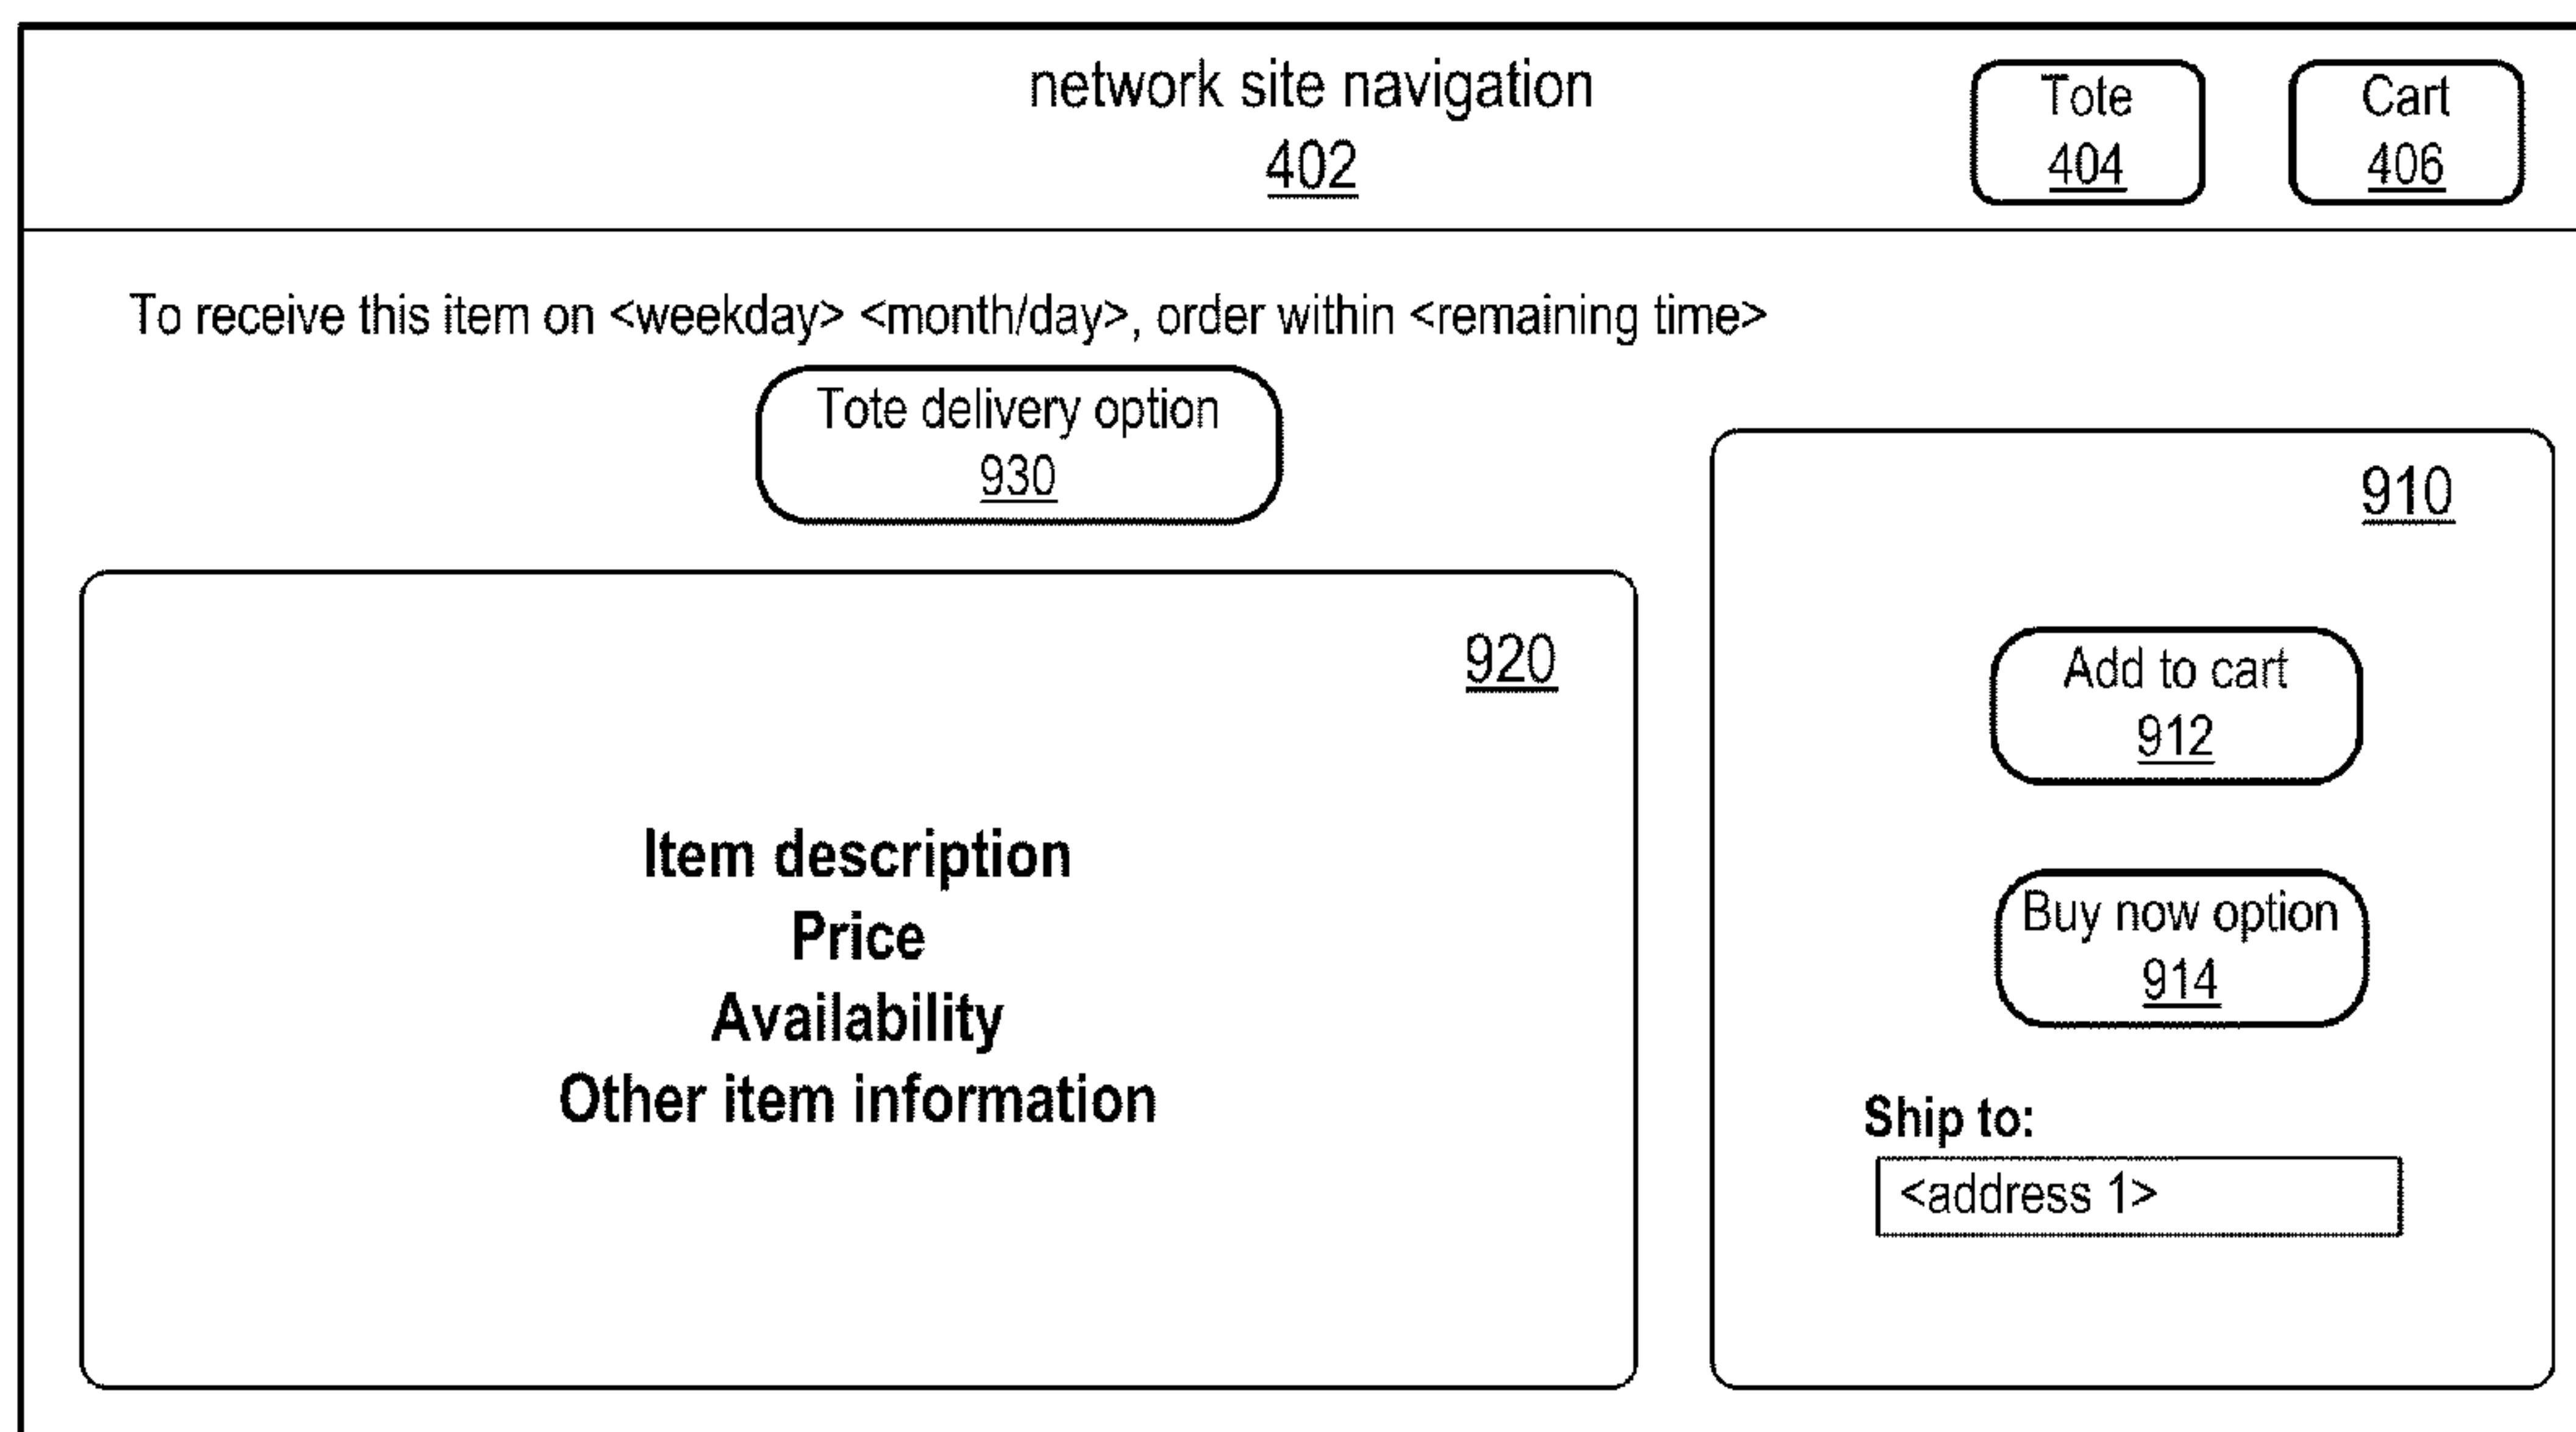 network site navigation
402
Tote
404
Cart
406
To receive this item on <weekday> <month/day>, order within <remaining time>
Tote delivery option
930
920
Item description
Price
Availability
Other item information
910
Add to cart
912
Buy now option
914
Ship to:
<address 1>